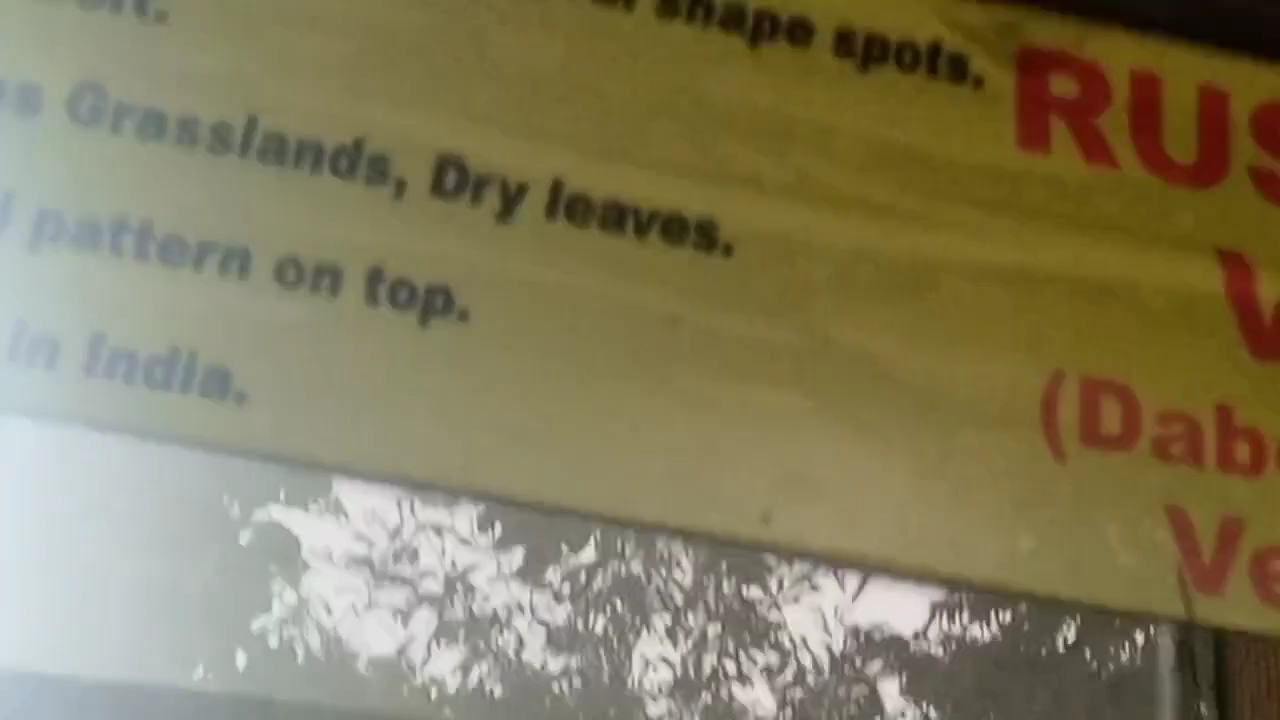 shape spots.
Grasslands, Dry leaves.
pattern on top.
in India.
RUS
V
(Dab
Ve